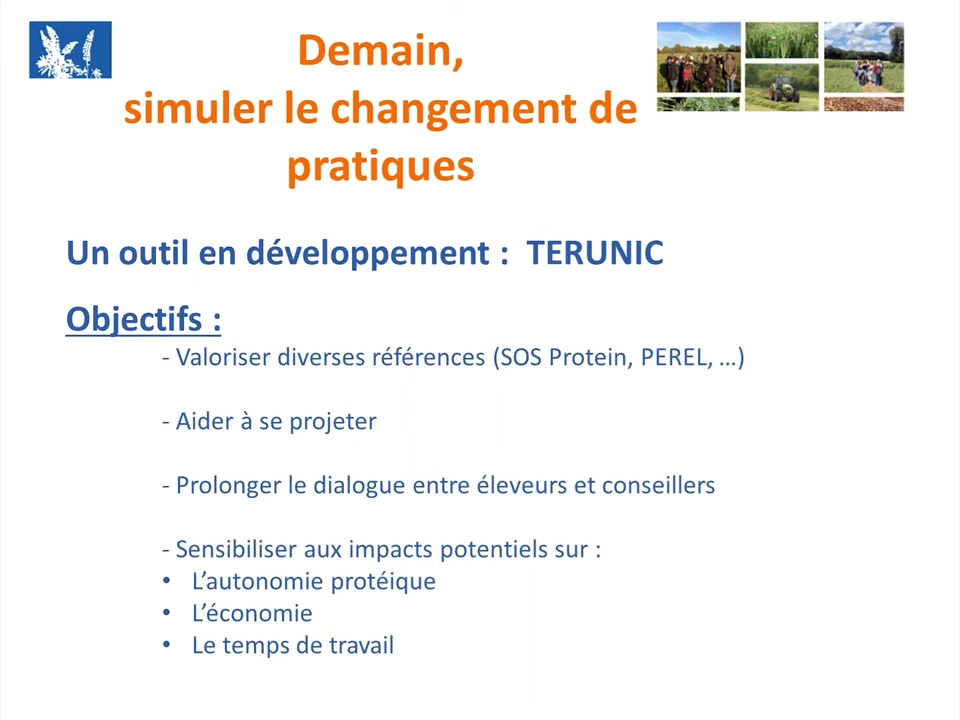 Demain,
simuler le changement de
pratiques
Un outil en développement : TERUNIC
Objectifs :
- Valoriser diverses références (SOS Protein, PEREL, …)
- Aider à se projeter
- Prolonger le dialogue entre éleveurs et conseillers
- Sensibiliser aux impacts potentiels sur :
• L’autonomie protéique
• L’économie
• Le temps de travail